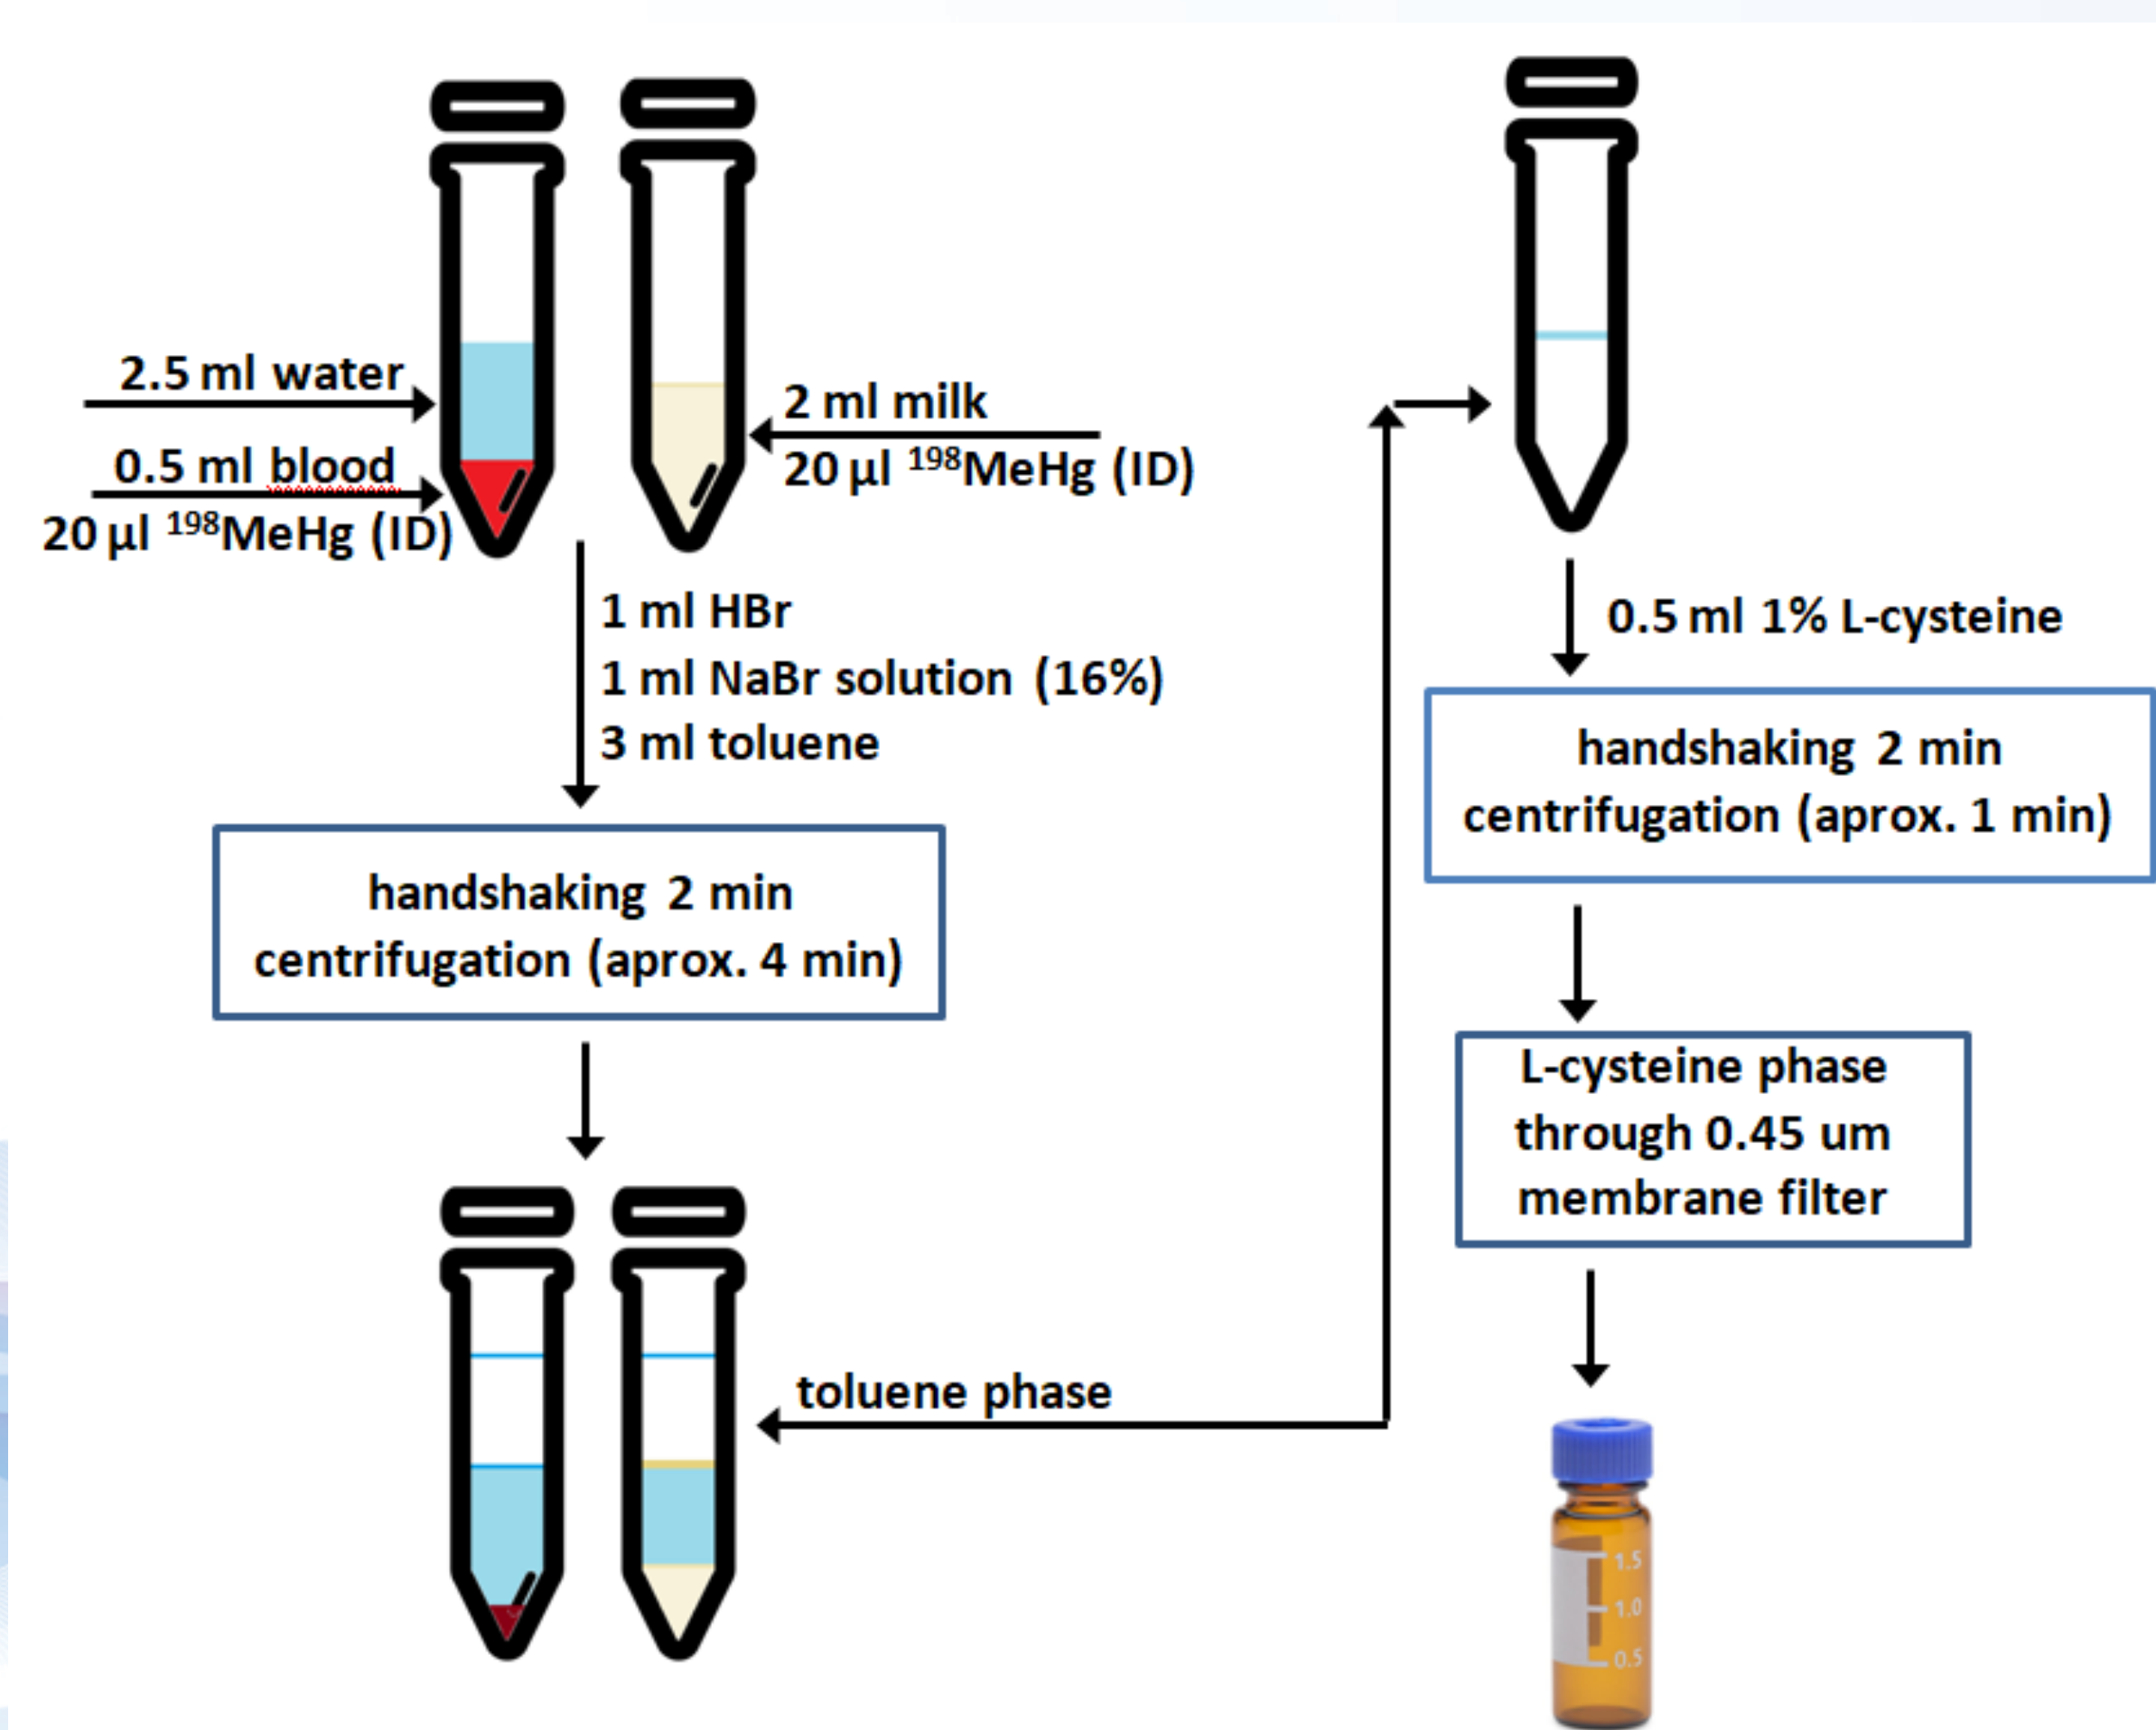 2.5 ml water
0.5 ml blood
20 µl ¹⁹⁸MeHg (ID)
2 ml milk
20 µl ¹⁹⁸MeHg (ID)
1 ml HBr
1 ml NaBr solution (16%)
3 ml toluene
handshaking 2 min
centrifugation (aprox. 4 min)
toluene phase
0.5 ml 1% L-cysteine
handshaking 2 min
centrifugation (aprox. 1 min)
L-cysteine phase
through 0.45 um
membrane filter
1.5
1.0
0.5